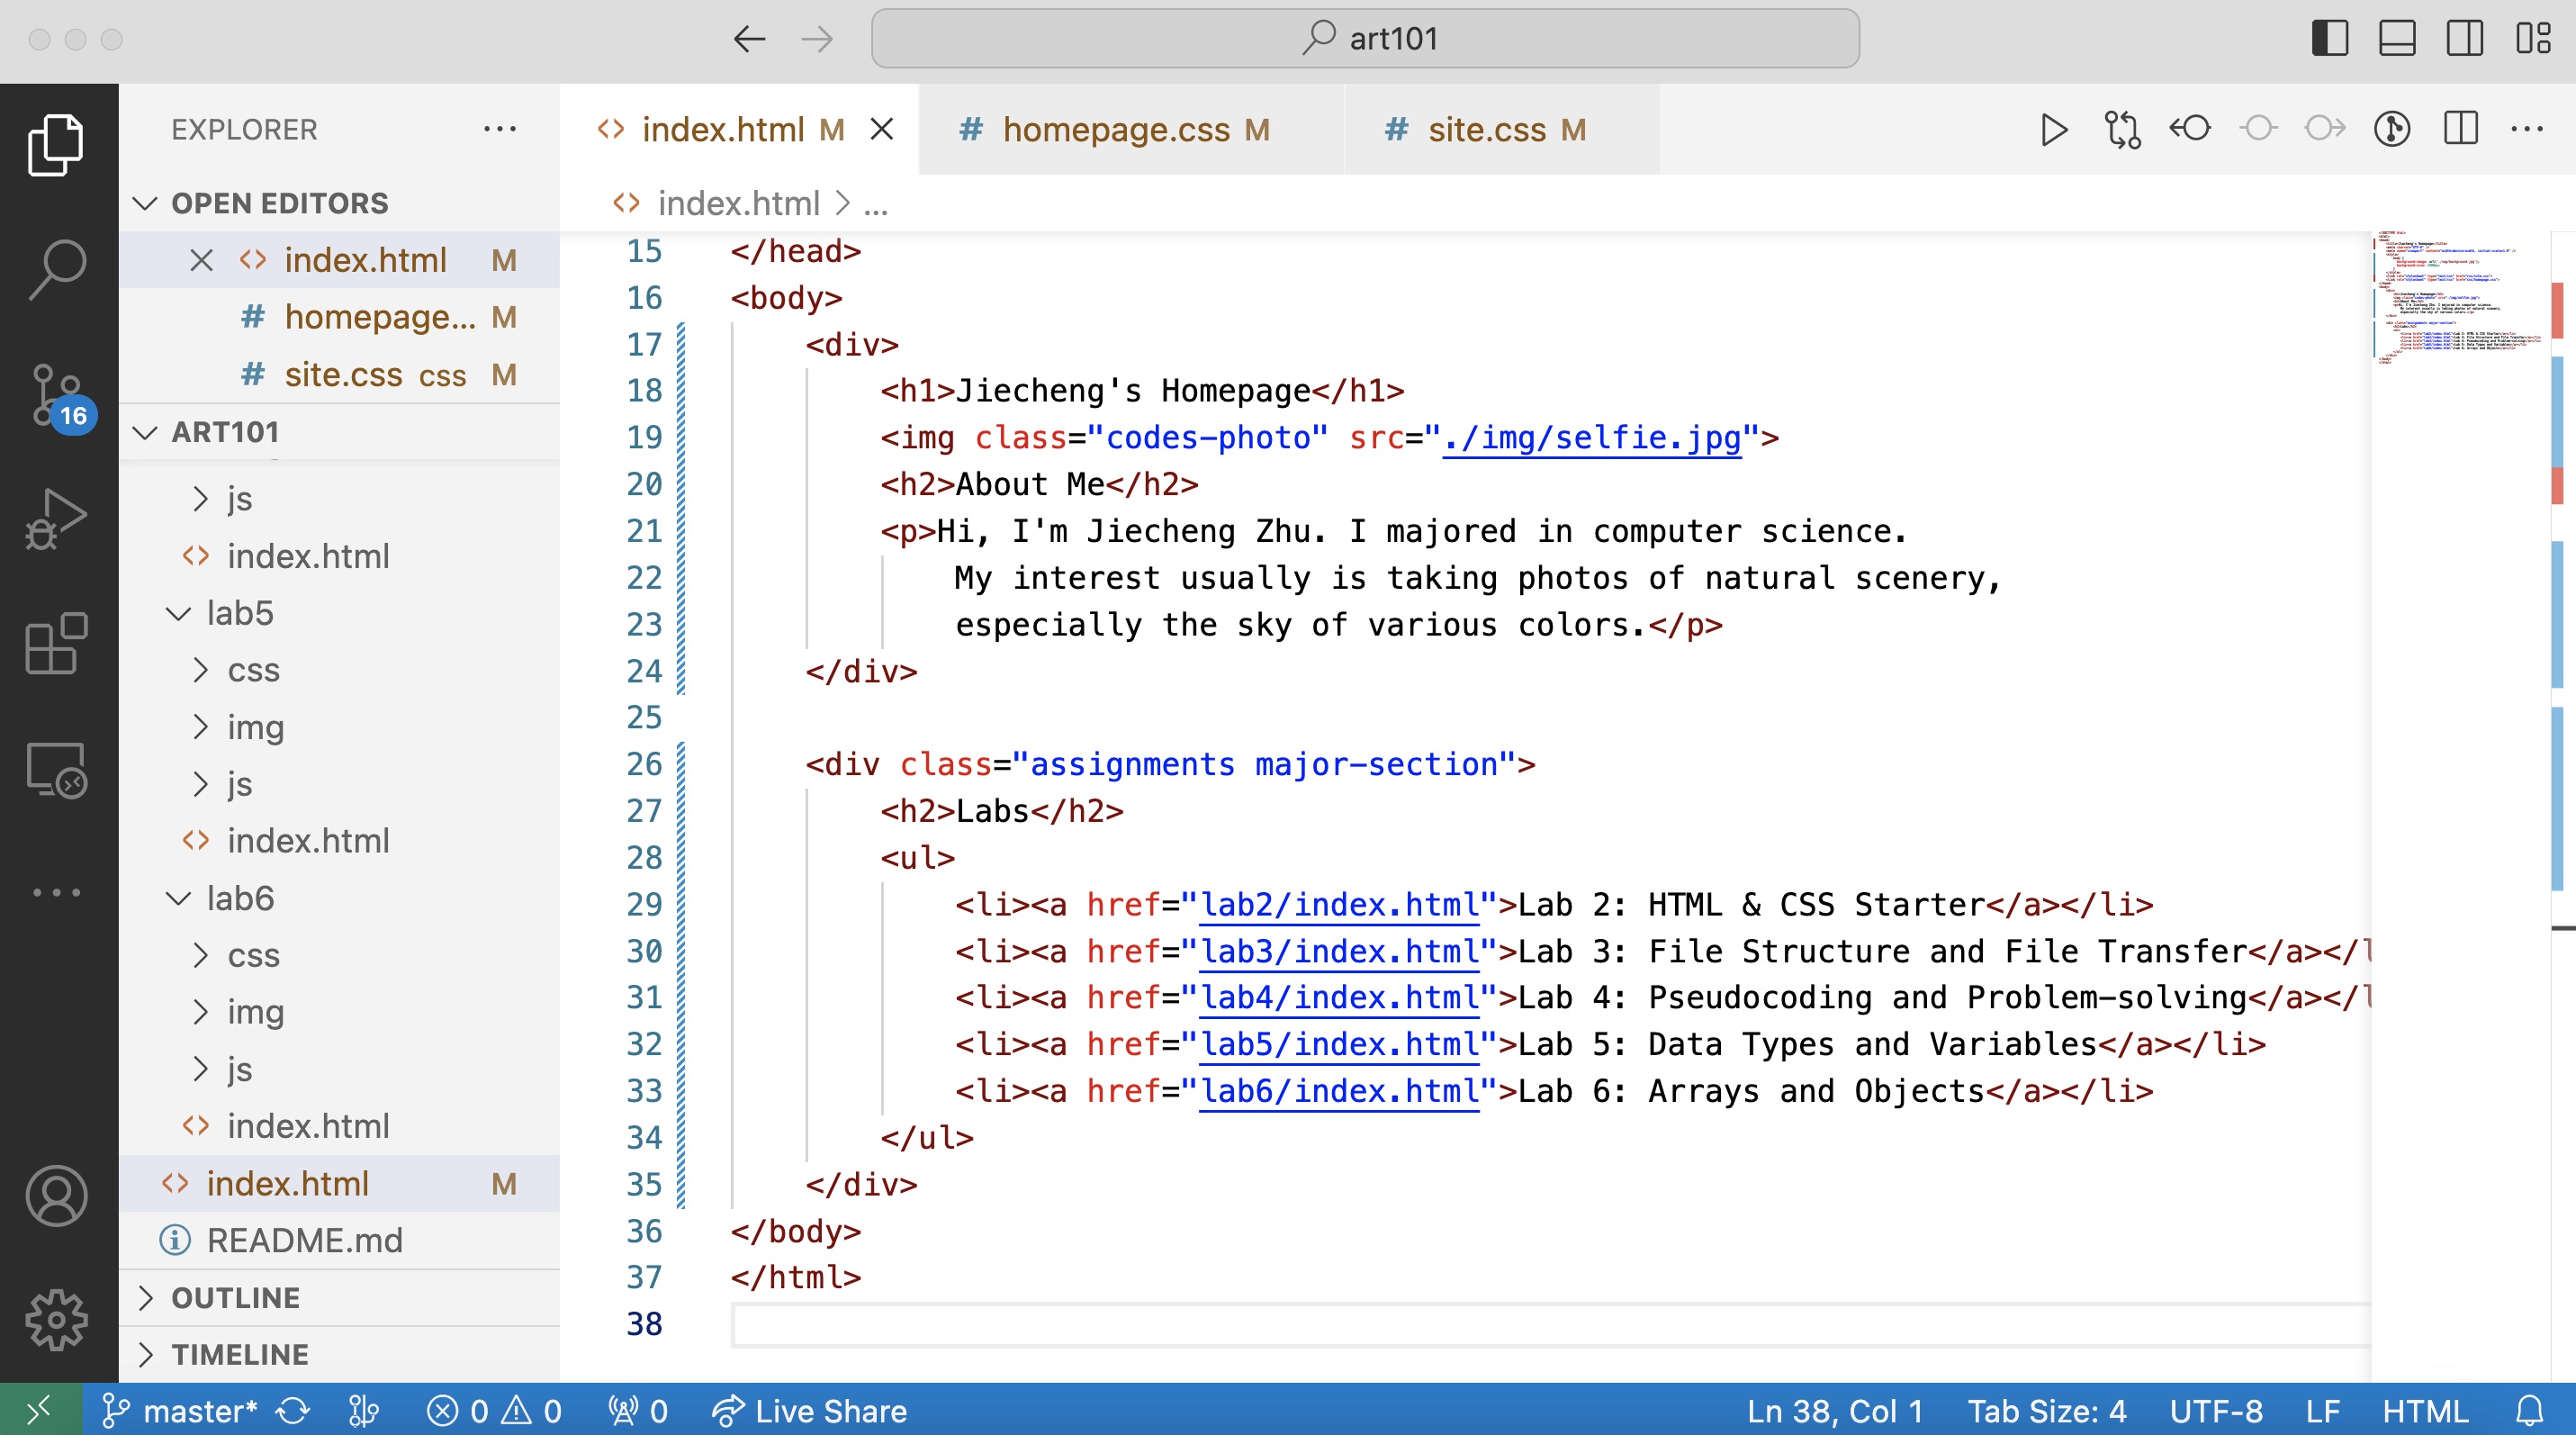 art101
EXPLORER
OPEN EDITORS
index.html M
homepage... M
site.css css M
16
ART101
js
index.html
lab5
css
img
js
index.html
lab6
css
img
js
index.html
index.html M
README.md
OUTLINE
TIMELINE
index.html M
homepage.css M
site.css M
index.html > ...
15 </head>
16 <body>
17 <div>
18 <h1>Jiecheng's Homepage</h1>
19 <img class="codes-photo" src="./img/selfie.jpg">
20 <h2>About Me</h2>
21 <p>Hi, I'm Jiecheng Zhu. I majored in computer science.
22 My interest usually is taking photos of natural scenery,
23 especially the sky of various colors.</p>
24 </div>
25
26 <div class="assignments major-section">
27 <h2>Labs</h2>
28 <ul>
29 <li><a href="lab2/index.html">Lab 2: HTML & CSS Starter</a></li>
30 <li><a href="lab3/index.html">Lab 3: File Structure and File Transfer</a></l
31 <li><a href="lab4/index.html">Lab 4: Pseudocoding and Problem-solving</a></l
32 <li><a href="lab5/index.html">Lab 5: Data Types and Variables</a></li>
33 <li><a href="lab6/index.html">Lab 6: Arrays and Objects</a></li>
34 </ul>
35 </div>
36 </body>
37 </html>
38
master* 0 0 0 Live Share Ln 38, Col 1 Tab Size: 4 UTF-8 LF HTML